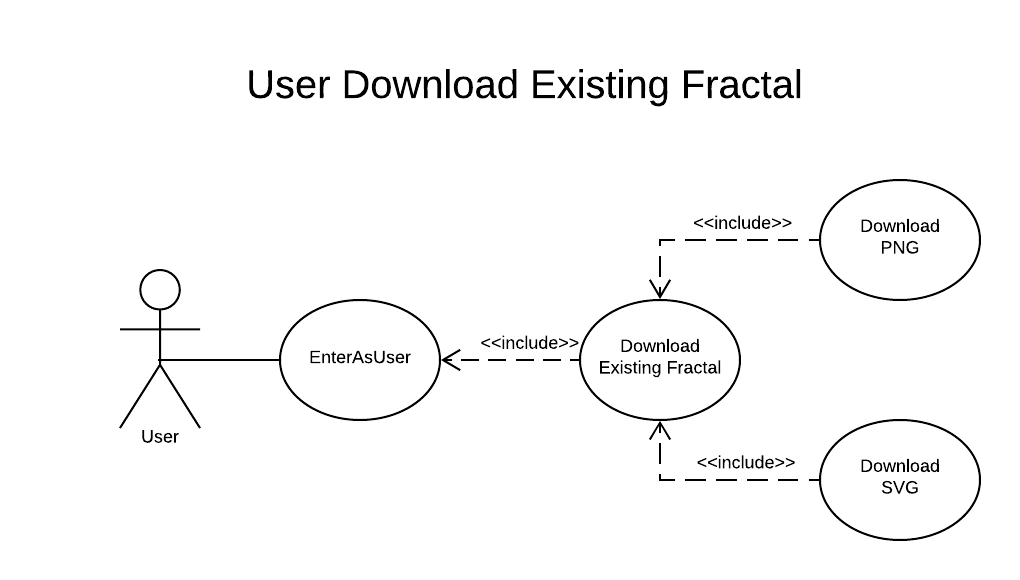 User Download Existing Fractal
<<include>>
Download
PNG
<<include>>
EnterAsUser
Download
Existing Fractal
User
<<include>>
Download
SVG